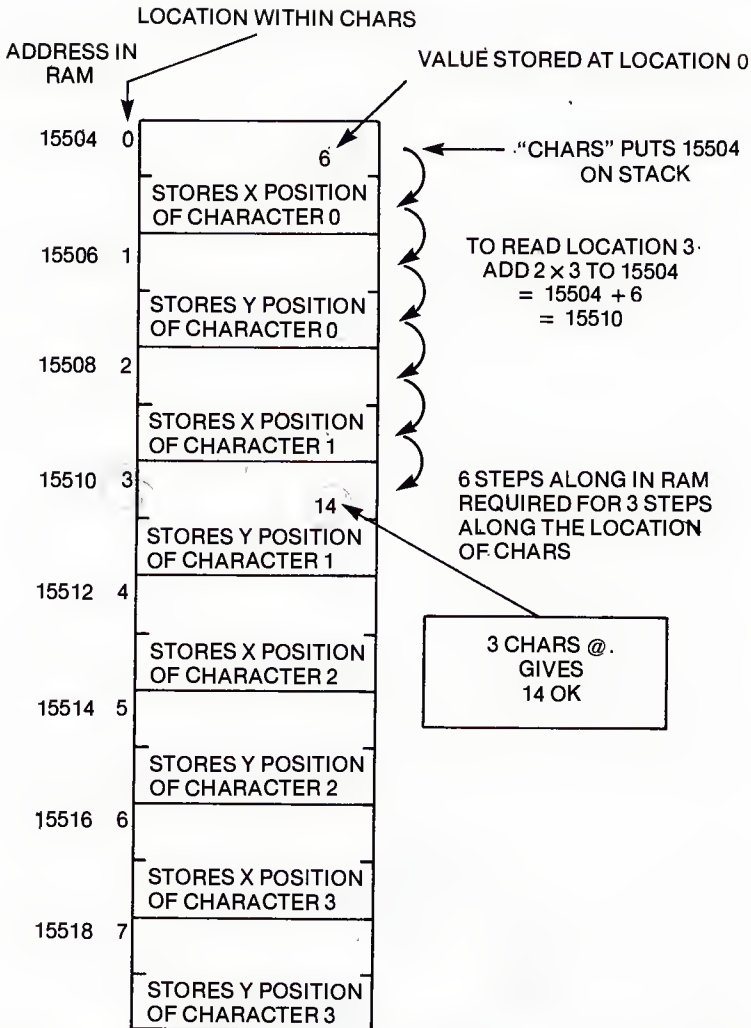 LOCATION WITHIN CHARS
ADDRESS IN
RAM
VALUE STORED AT LOCATION 0
15504 0
6
"CHARS" PUTS 15504
ON STACK
STORES X POSITION
OF CHARACTER 0
15506 1
TO READ LOCATION 3
ADD 2 × 3 TO 15504
= 15504 + 6
= 15510
STORES Y POSITION
OF CHARACTER 0
15508 2
STORES X POSITION
OF CHARACTER 1
15510 3
14
6 STEPS ALONG IN RAM
REQUIRED FOR 3 STEPS
ALONG THE LOCATION
OF CHARS
STORES Y POSITION
OF CHARACTER 1
15512 4
3 CHARS @ .
GIVES
14 OK
STORES X POSITION
OF CHARACTER 2
15514 5
STORES Y POSITION
OF CHARACTER 2
15516 6
STORES X POSITION
OF CHARACTER 3
15518 7
STORES Y POSITION
OF CHARACTER 3